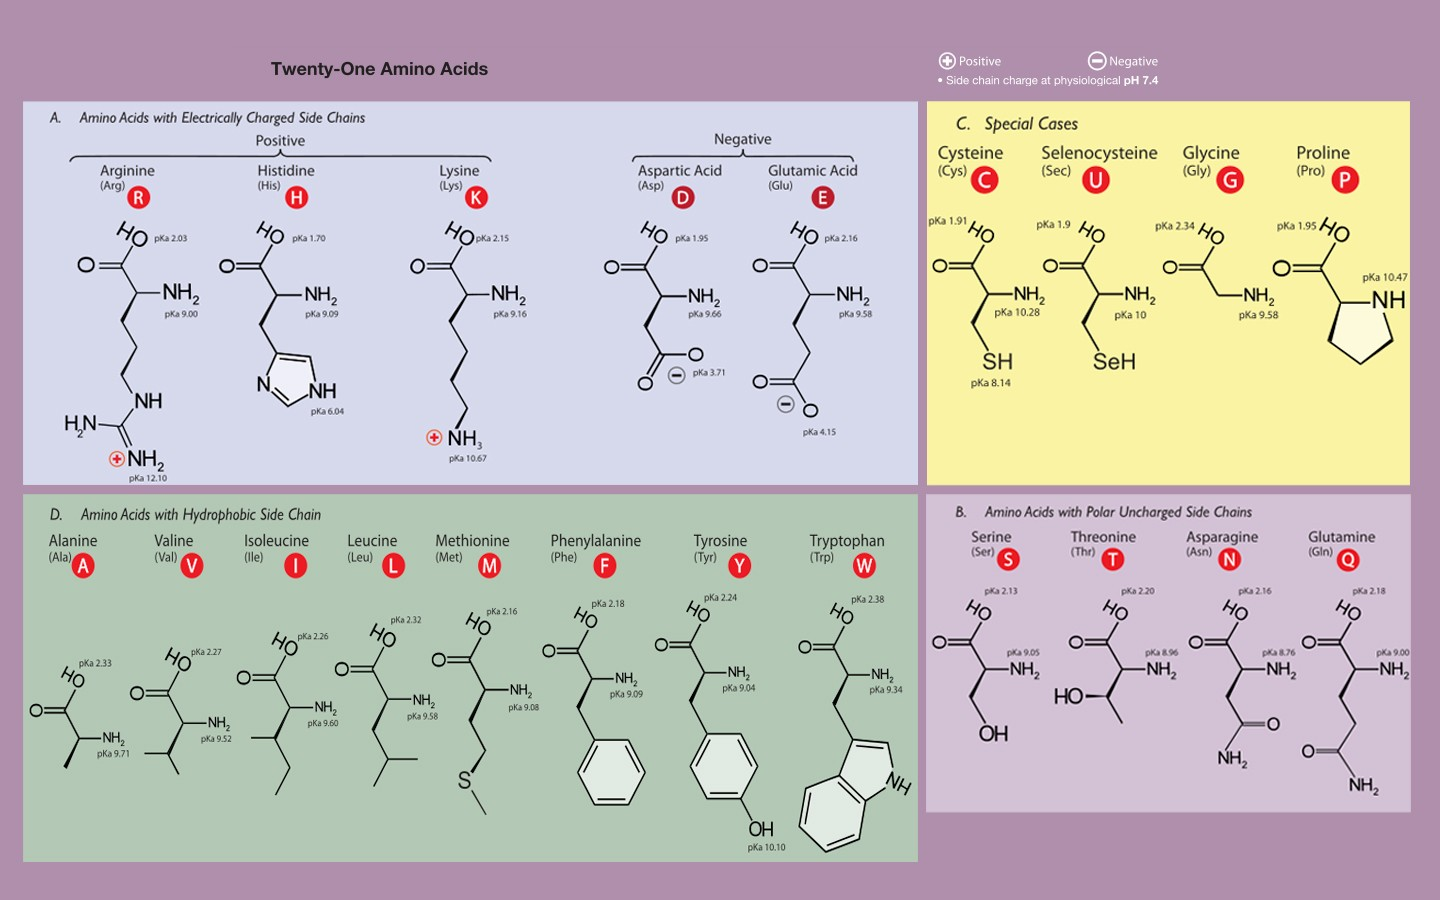 Twenty-One Amino Acids
+ Positive − Negative
• Side chain charge at physiological pH 7.4
A. Amino Acids with Electrically Charged Side Chains
Positive
Negative
Arginine
(Arg)
R
HO
pKa 2.03
O
NH2
pKa 9.00
NH
H2N
+ NH2
pKa 12.10
Histidine
(His)
H
HO
pKa 1.70
O
NH2
pKa 9.09
N
NH
pKa 6.04
Lysine
(Lys)
K
HO
pKa 2.15
O
NH2
pKa 9.16
+ NH3
pKa 10.67
Aspartic Acid
(Asp)
D
HO
pKa 1.95
O
NH2
pKa 9.66
O
O
− pKa 3.71
Glutamic Acid
(Glu)
E
HO
pKa 2.16
O
NH2
pKa 9.58
O
− O
pKa 4.15
C. Special Cases
Cysteine
(Cys)
C
pKa 1.91
HO
O
NH2
pKa 10.28
SH
pKa 8.14
Selenocysteine
(Sec)
U
pKa 1.9
HO
O
NH2
pKa 10
SeH
Glycine
(Gly)
G
pKa 2.34
HO
O
NH2
pKa 9.58
Proline
(Pro)
P
pKa 1.95
HO
O
pKa 10.47
NH
D. Amino Acids with Hydrophobic Side Chain
Alanine
(Ala)
A
pKa 2.33
HO
O
NH2
pKa 9.71
Valine
(Val)
V
pKa 2.27
HO
O
NH2
pKa 9.52
Isoleucine
(Ile)
I
HO
pKa 2.26
O
NH2
pKa 9.60
Leucine
(Leu)
L
pKa 2.32
HO
O
NH2
pKa 9.58
Methionine
(Met)
M
pKa 2.16
HO
O
NH2
pKa 9.08
S
Phenylalanine
(Phe)
F
pKa 2.18
HO
O
NH2
pKa 9.09
Tyrosine
(Tyr)
Y
pKa 2.24
HO
O
NH2
pKa 9.04
OH
pKa 10.10
Tryptophan
(Trp)
W
pKa 2.38
HO
O
NH2
pKa 9.34
NH
B. Amino Acids with Polar Uncharged Side Chains
Serine
(Ser)
S
pKa 2.13
HO
O
pKa 9.05
NH2
OH
Threonine
(Thr)
T
pKa 2.20
HO
O
pKa 8.96
NH2
HO
Asparagine
(Asn)
N
pKa 2.16
HO
O
pKa 8.76
NH2
O
NH2
Glutamine
(Gln)
Q
pKa 2.18
HO
O
pKa 9.00
NH2
O
NH2